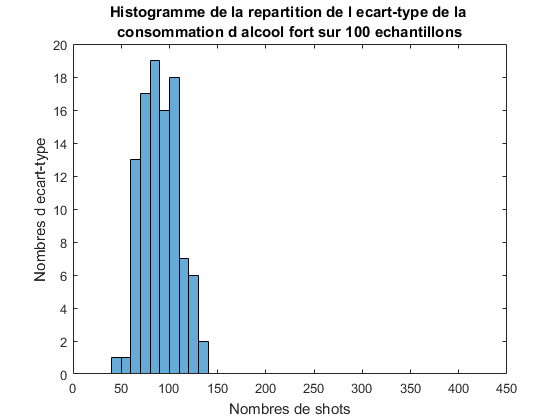 Histogramme de la repartition de l ecart-type de la
consommation d alcool fort sur 100 echantillons
Nombres d ecart-type
20
18
16
14
12
10
8
6
4
2
0
0 50 100 150 200 250 300 350 400 450
Nombres de shots